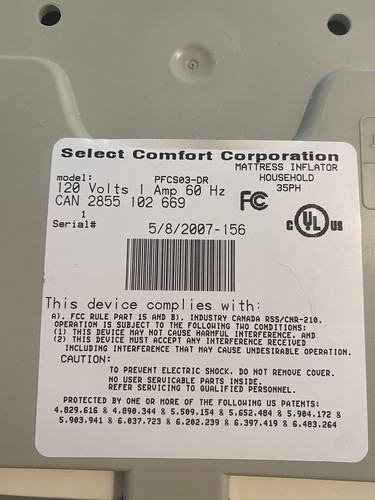 Select Comfort Corporation
MATTRESS INFLATOR
model: PFCS03-DR HOUSEHOLD
120 Volts 1 Amp 60 Hz 35PH
CAN 2855 102 669 FC
1 c UL US
Serial# 5/8/2007-156
This device complies with:
A). FCC RULE PART 15 AND B). INDUSTRY CANADA RSS/CNR-210.
OPERATION IS SUBJECT TO THE FOLLOWING TWO CONDITIONS:
(1) THIS DEVICE MAY NOT CAUSE HARMFUL INTERFERENCE, AND
(2) THIS DEVICE MUST ACCEPT ANY INTERFERENCE RECEIVED
INCLUDING INTERFERENCE THAT MAY CAUSE UNDESIRABLE OPERATION.
CAUTION:
TO PREVENT ELECTRIC SHOCK. DO NOT REMOVE COVER.
NO USER SERVICABLE PARTS INSIDE.
REFER SERVICING TO QUALIFIED PERSONNEL.
PROTECTED BY ONE OR MORE OF THE FOLLOWING US PATENTS:
4.829.616 & 4.890.344 & 5.509.154 & 5.652.484 & 5.904.172 &
5.903.941 & 6.037.723 & 6.202.239 & 6.397.419 & 6.483.264